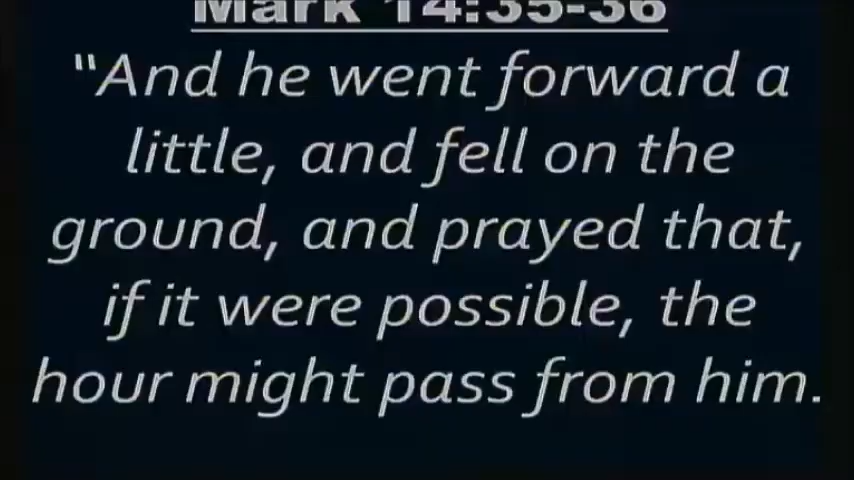 Mark 14:35-36
"And he went forward a
little, and fell on the
ground, and prayed that,
if it were possible, the
hour might pass from him.